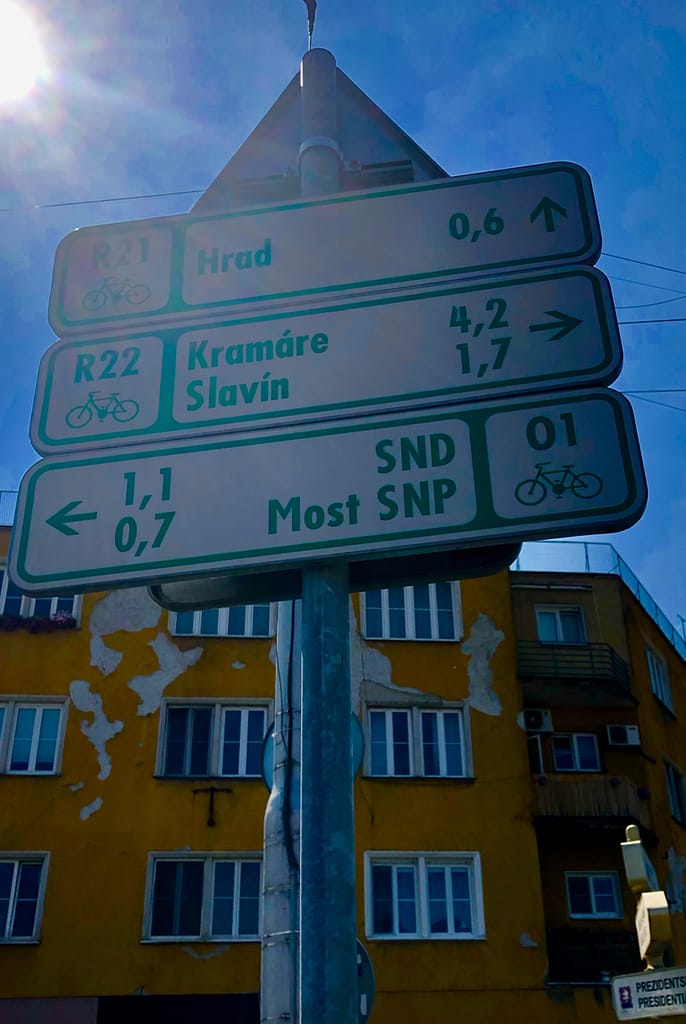 R21 Hrad 0,6 ↑
R22 Kramáre 4,2 →
Slavín 1,7
← 1,1 SND 01
0,7 Most SNP
PREZIDENTS
PRESIDENTI